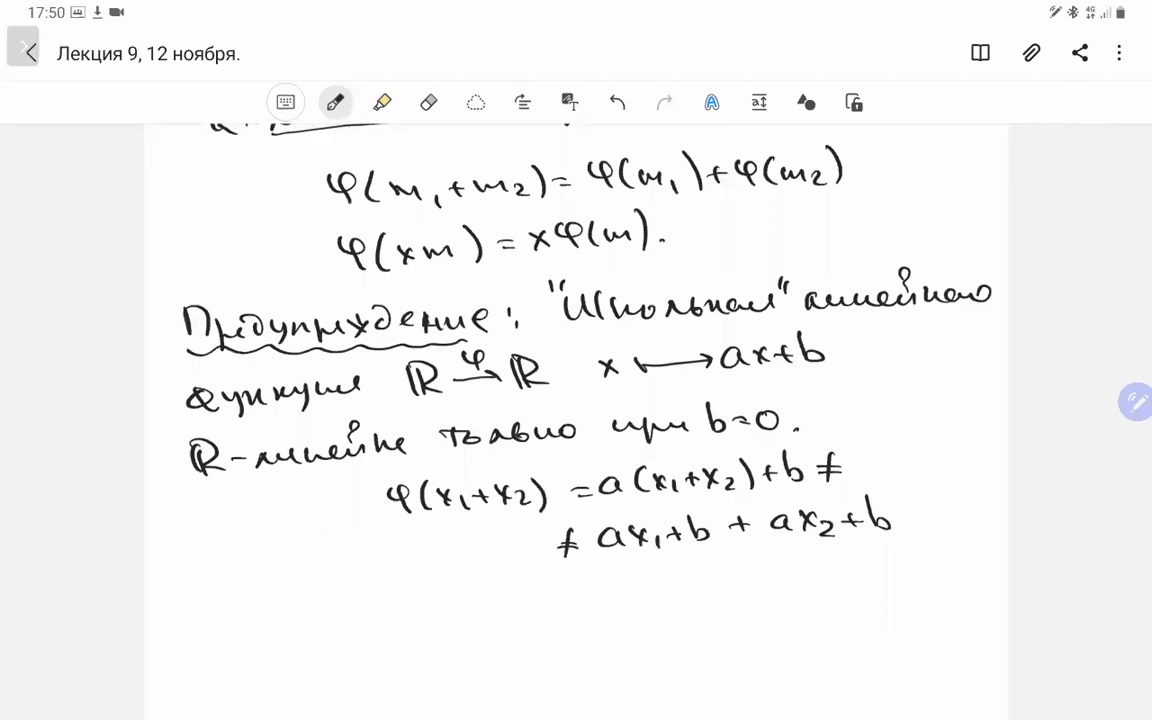 17:50
4G
Лекция 9, 12 ноября.
φ(m₁+m₂)=φ(m₁)+φ(m₂)
φ(xm)=xφ(m).
Предупреждение: "Школьная" линейная
функция ℝ →φ ℝ x ⟼ ax+b
ℝ-линейна только при b=0.
φ(x₁+x₂) =a(x₁+x₂)+b ≠
≠ ax₁+b + ax₂+b